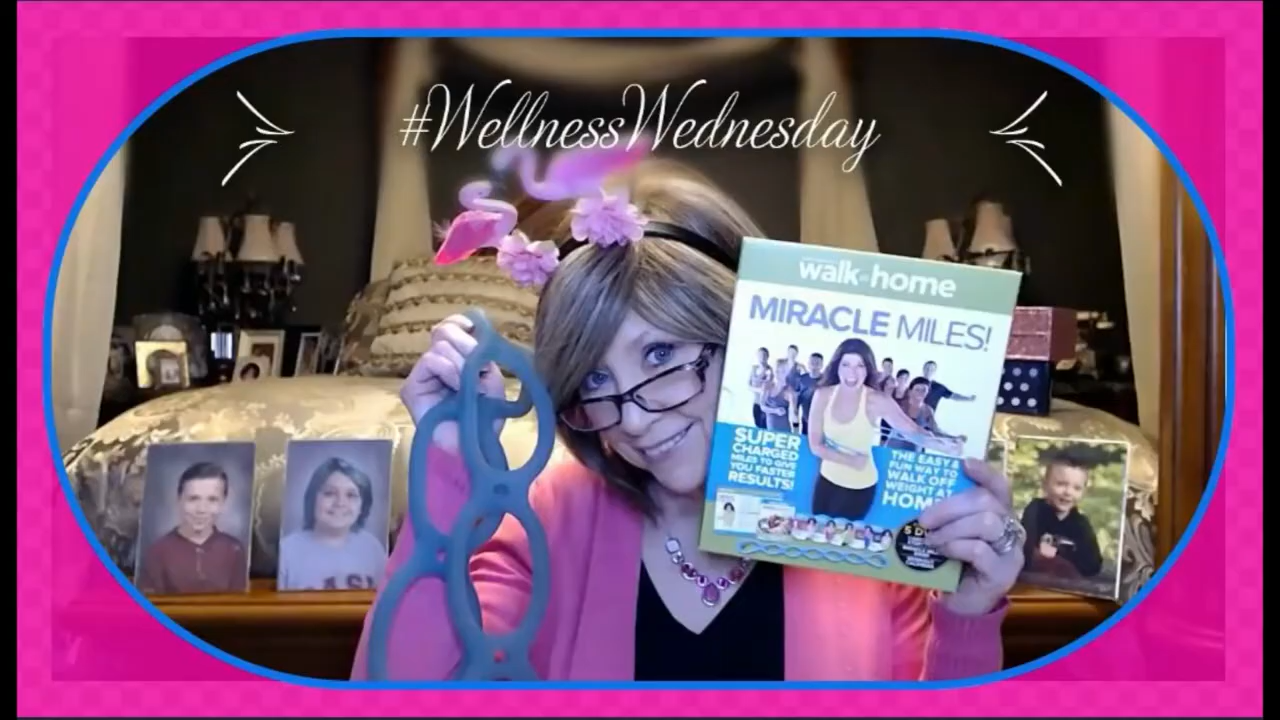 #WellnessWednesday
walk at home
MIRACLE MILES!
SUPER
CHARGED
MILES TO GIVE
YOU FASTER
RESULTS!
THE EASY &
FUN WAY TO
WALK OFF
WEIGHT AT
HOM
5 D